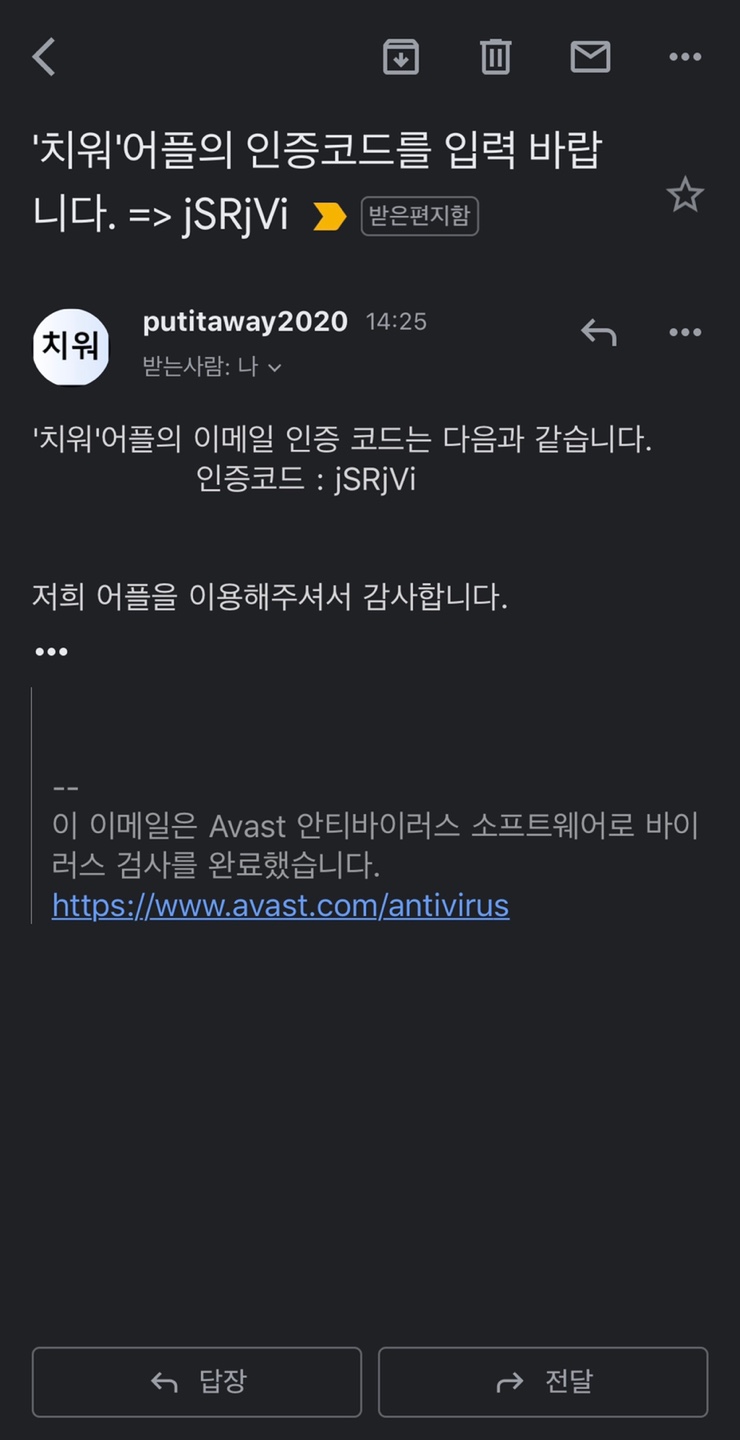 '치워'어플의 인증코드를 입력 바랍
니다. => jSRjVi 받은편지함
치워
putitaway2020 14:25
받는사람: 나
'치워'어플의 이메일 인증 코드는 다음과 같습니다.
인증코드 : jSRjVi
저희 어플을 이용해주셔서 감사합니다.
--
이 이메일은 Avast 안티바이러스 소프트웨어로 바이
러스 검사를 완료했습니다.
https://www.avast.com/antivirus
답장 전달